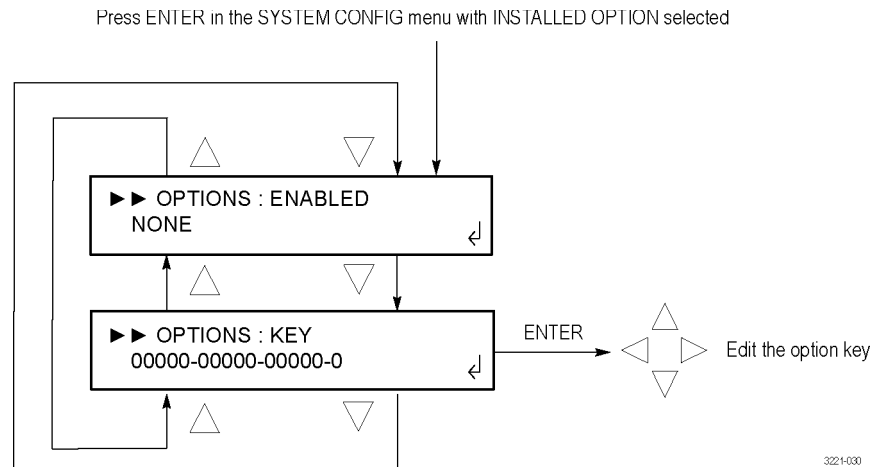 Press ENTER in the SYSTEM CONFIG menu with INSTALLED OPTION selected
►► OPTIONS : ENABLED
NONE
►► OPTIONS : KEY
00000-00000-00000-0
ENTER
Edit the option key
3221-030